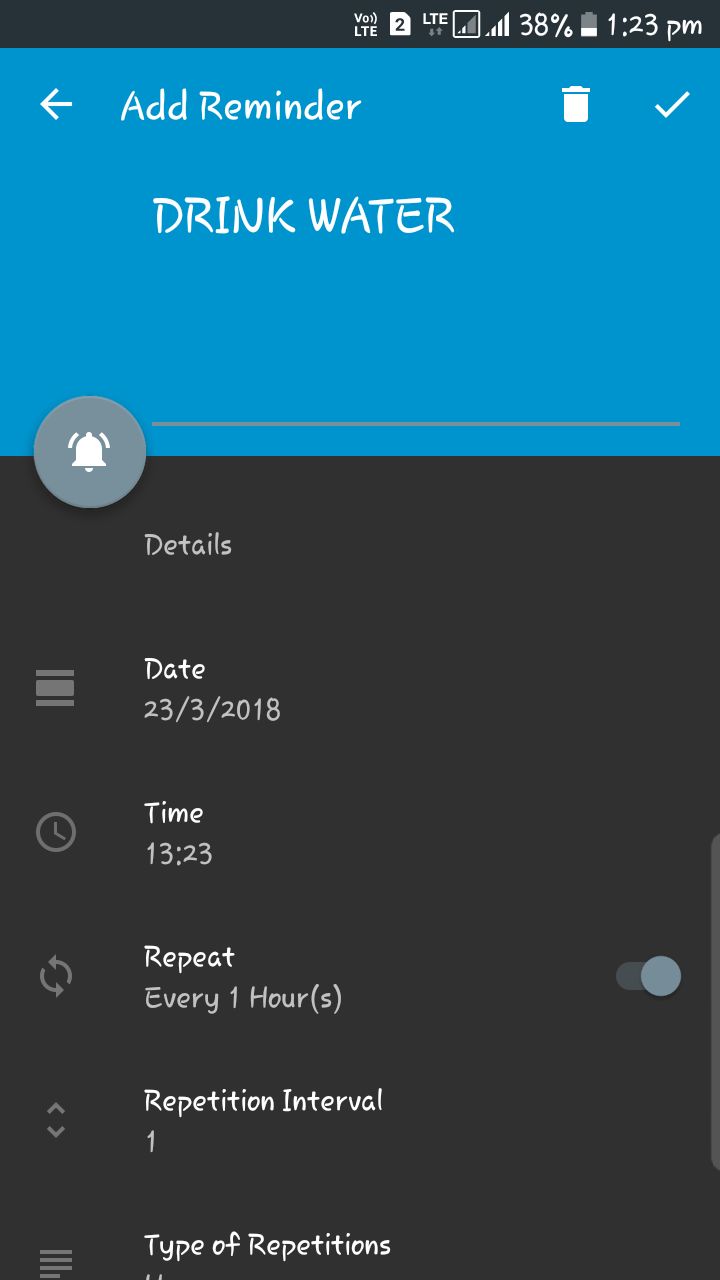 Vo)) LTE 2 LTE 38% 1:23 pm
Add Reminder
DRINK WATER
Details
Date
23/3/2018
Time
13:23
Repeat
Every 1 Hour(s)
Repetition Interval
1
Type of Repetitions